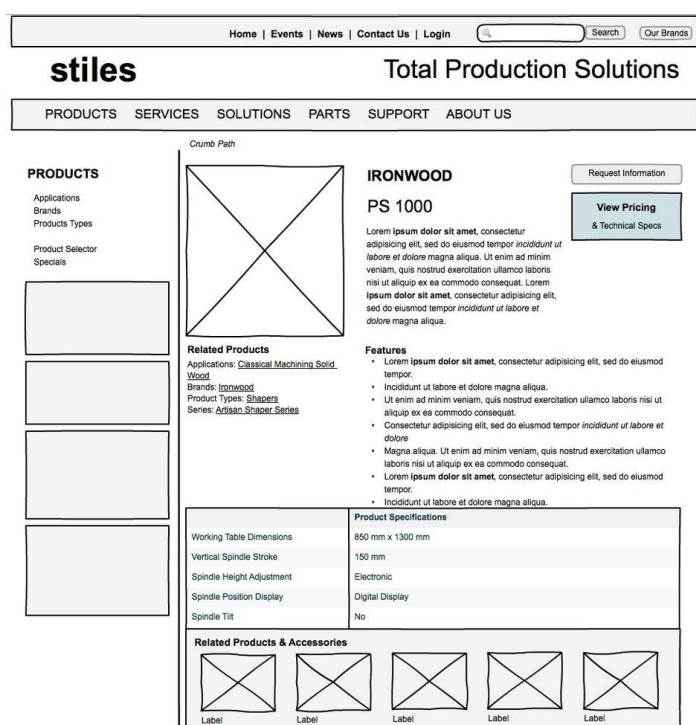 Home | Events | News | Contact Us | Login
Search
Our Brands
stiles
Total Production Solutions
PRODUCTS SERVICES SOLUTIONS PARTS SUPPORT ABOUT US
Crumb Path
PRODUCTS
Applications
Brands
Products Types
Product Selector
Specials
IRONWOOD
PS 1000
Lorem ipsum dolor sit amet, consectetur
adipisicing elit, sed do eiusmod tempor incididunt ut
labore et dolore magna aliqua. Ut enim ad minim
veniam, quis nostrud exercitation ullamco laboris
nisi ut aliquip ex ea commodo consequat. Lorem
ipsum dolor sit amet, consectetur adipisicing elit,
sed do eiusmod tempor incididunt ut labore et
dolore magna aliqua.
Request Information
View Pricing
& Technical Specs
Related Products
Applications: Classical Machining Solid
Wood
Brands: Ironwood
Product Types: Shapers
Series: Artisan Shaper Series
Features
• Lorem ipsum dolor sit amet, consectetur adipisicing elit, sed do eiusmod
tempor.
• Incididunt ut labore et dolore magna aliqua.
• Ut enim ad minim veniam, quis nostrud exercitation ullamco laboris nisi ut
aliquip ex ea commodo consequat.
• Consectetur adipisicing elit, sed do eiusmod tempor incididunt ut labore et
dolore
• Magna aliqua. Ut enim ad minim veniam, quis nostrud exercitation ullamco
laboris nisi ut aliquip ex ea commodo consequat.
• Lorem ipsum dolor sit amet, consectetur adipisicing elit, sed do eiusmod
tempor.
• Incididunt ut labore et dolore magna aliqua.
Product Specifications
Working Table Dimensions 850 mm x 1300 mm
Vertical Spindle Stroke 150 mm
Spindle Height Adjustment Electronic
Spindle Position Display Digital Display
Spindle Tilt No
Related Products & Accessories
Label Label Label Label Label